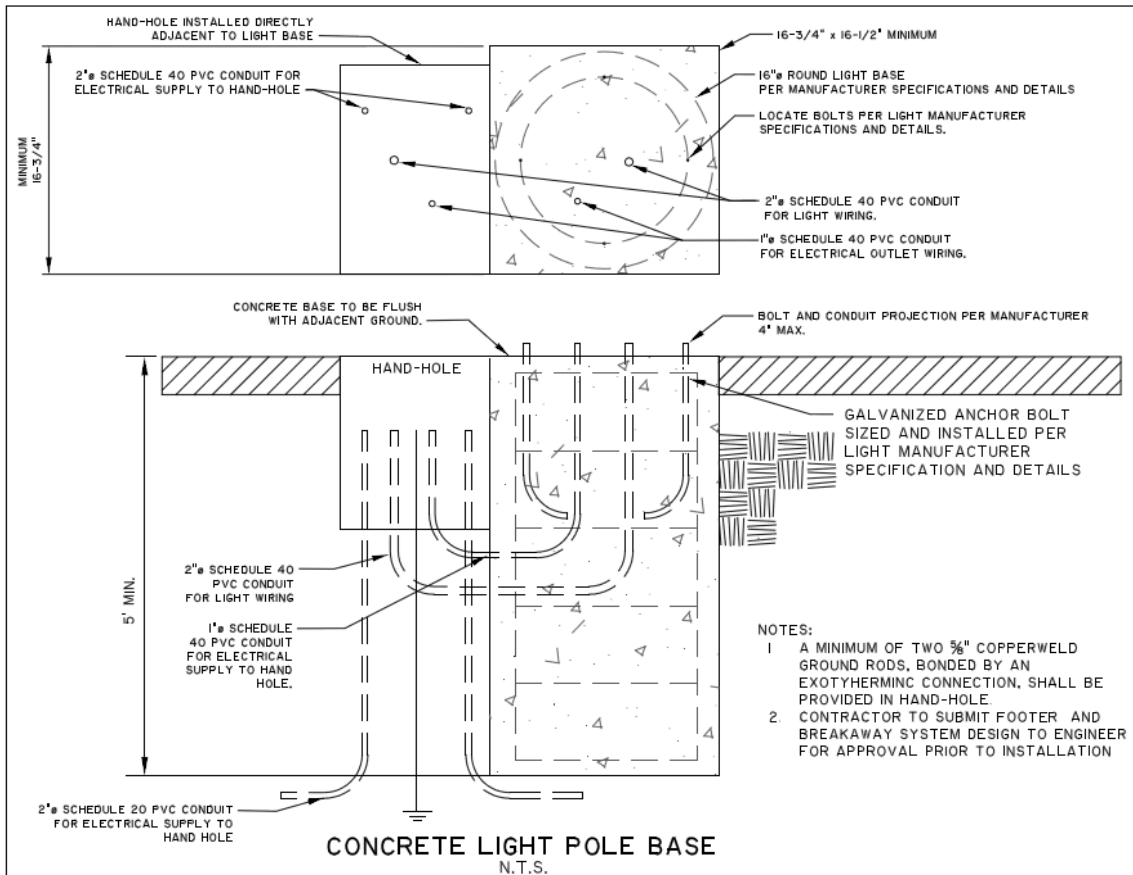 HAND-HOLE INSTALLED DIRECTLY
ADJACENT TO LIGHT BASE
16-3/4" x 16-1/2" MINIMUM
2"ø SCHEDULE 40 PVC CONDUIT FOR
ELECTRICAL SUPPLY TO HAND-HOLE
16"ø ROUND LIGHT BASE
PER MANUFACTURER SPECIFICATIONS AND DETAILS
LOCATE BOLTS PER LIGHT MANUFACTURER
SPECIFICATIONS AND DETAILS.
MINIMUM
16-3/4"
2"ø SCHEDULE 40 PVC CONDUIT
FOR LIGHT WIRING.
1"ø SCHEDULE 40 PVC CONDUIT
FOR ELECTRICAL OUTLET WIRING.
CONCRETE BASE TO BE FLUSH
WITH ADJACENT GROUND.
BOLT AND CONDUIT PROJECTION PER MANUFACTURER
4" MAX.
HAND-HOLE
GALVANIZED ANCHOR BOLT
SIZED AND INSTALLED PER
LIGHT MANUFACTURER
SPECIFICATION AND DETAILS
5' MIN.
2"ø SCHEDULE 40
PVC CONDUIT
FOR LIGHT WIRING
1"ø SCHEDULE
40 PVC CONDUIT
FOR ELECTRICAL
SUPPLY TO HAND
HOLE.
NOTES:
1 A MINIMUM OF TWO ⅝" COPPERWELD
GROUND RODS, BONDED BY AN
EXOTYHERMINC CONNECTION, SHALL BE
PROVIDED IN HAND-HOLE.
2. CONTRACTOR TO SUBMIT FOOTER AND
BREAKAWAY SYSTEM DESIGN TO ENGINEER
FOR APPROVAL PRIOR TO INSTALLATION
2"ø SCHEDULE 20 PVC CONDUIT
FOR ELECTRICAL SUPPLY TO
HAND HOLE
CONCRETE LIGHT POLE BASE
N.T.S.